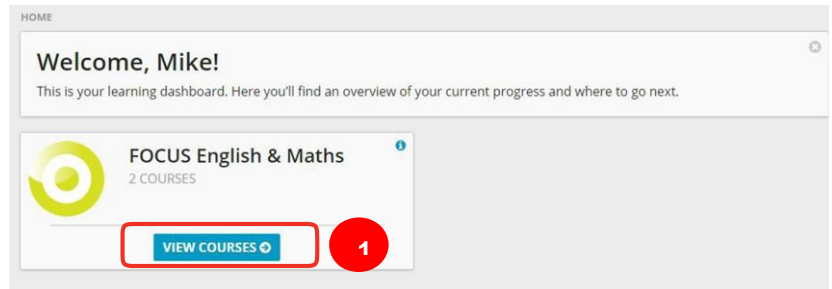 HOME
Welcome, Mike!
This is your learning dashboard. Here you'll find an overview of your current progress and where to go next.
FOCUS English & Maths
2 COURSES
VIEW COURSES
1